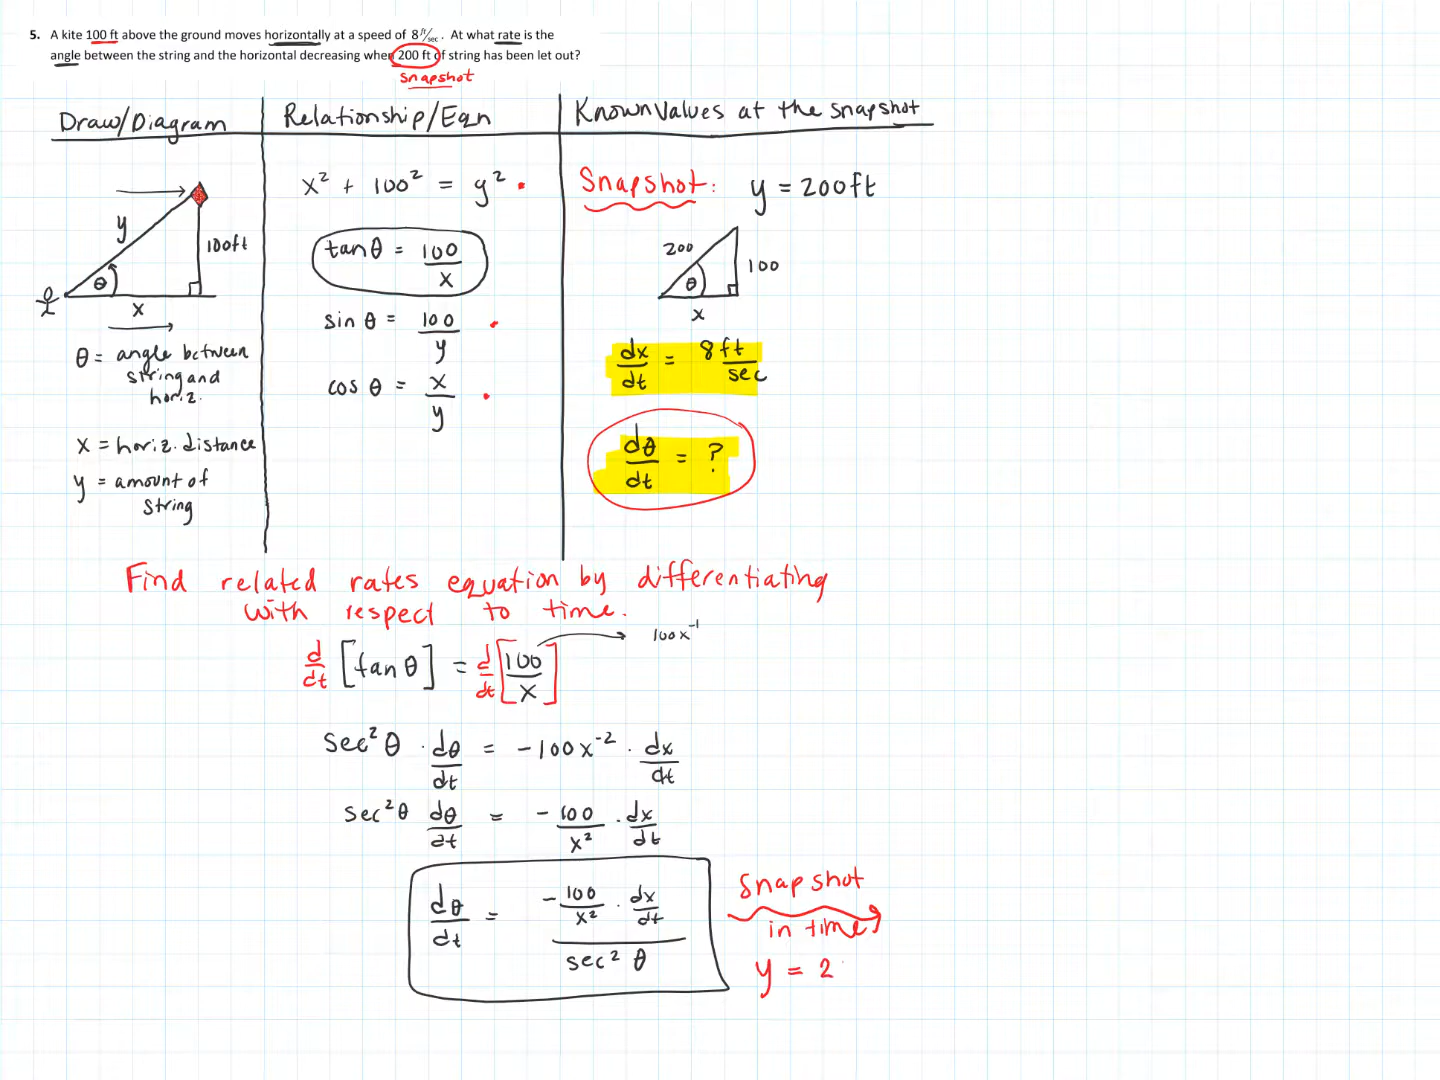 5. A kite 100 ft above the ground moves horizontally at a speed of 8 ft/sec. At what rate is the
angle between the string and the horizontal decreasing when 200 ft of string has been let out?
Snapshot
Draw/Diagram
Relationship/Eqn
Known Values at the snapshot
y
100ft
θ
x
θ = angle between
string and
horiz.
x = horiz. distance
y = amount of
string
x² + 100² = y²
tan θ = 100/x
sin θ = 100/y
cos θ = x/y
Snapshot: y = 200ft
200
100
θ
x
dx/dt = 8 ft/sec
dθ/dt = ?
Find related rates equation by differentiating
with respect to time.
d/dt [tan θ] = d/dt [100/x] → 100x⁻¹
sec² θ · dθ/dt = -100x⁻² · dx/dt
sec² θ dθ/dt = -100/x² · dx/dt
dθ/dt = (-100/x² · dx/dt) / sec² θ
Snapshot
in time,
y = 2